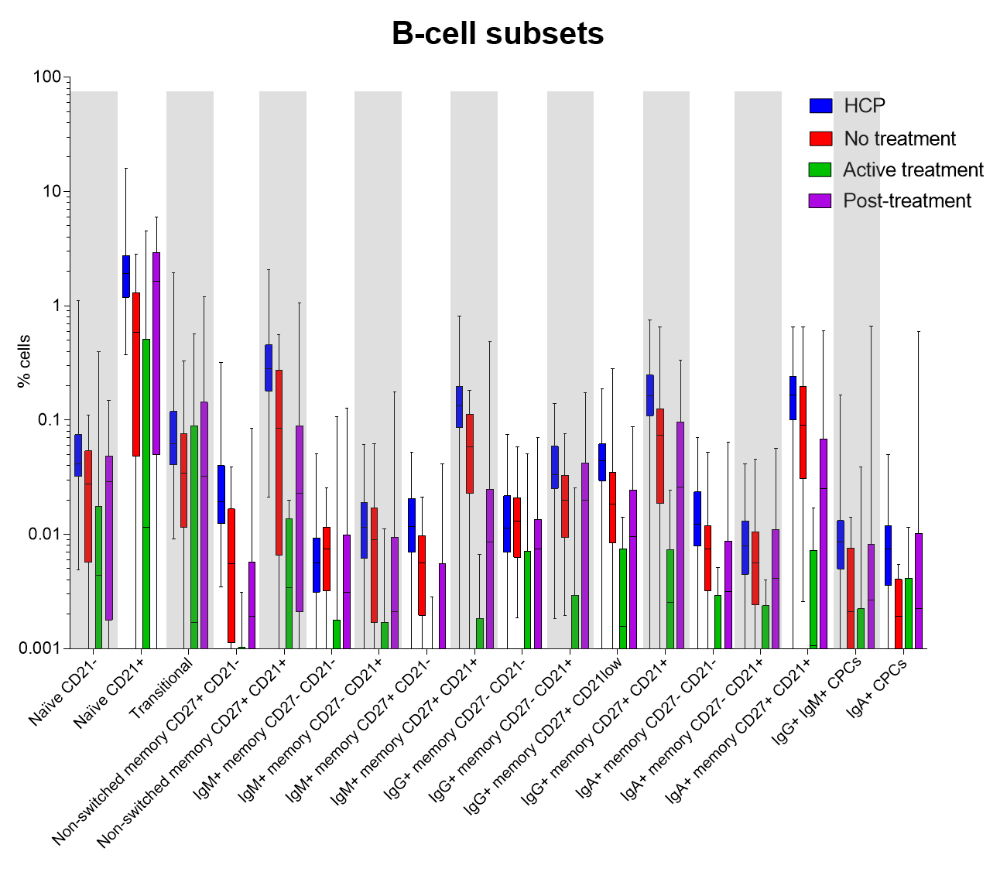 B-cell subsets
100
10
1
0.1
0.01
0.001
% cells
HCP
No treatment
Active treatment
Post-treatment
Naïve CD21-
Naïve CD21+
Transitional
Non-switched memory CD27+ CD21-
Non-switched memory CD27+ CD21+
IgM+ memory CD27- CD21-
IgM+ memory CD27- CD21+
IgM+ memory CD27+ CD21-
IgM+ memory CD27+ CD21+
IgG+ memory CD27- CD21-
IgG+ memory CD27- CD21+
IgG+ memory CD27+ CD21low
IgG+ memory CD27+ CD21+
IgA+ memory CD27- CD21-
IgA+ memory CD27- CD21+
IgA+ memory CD27+ CD21+
IgG+ IgM+ CPCs
IgA+ CPCs